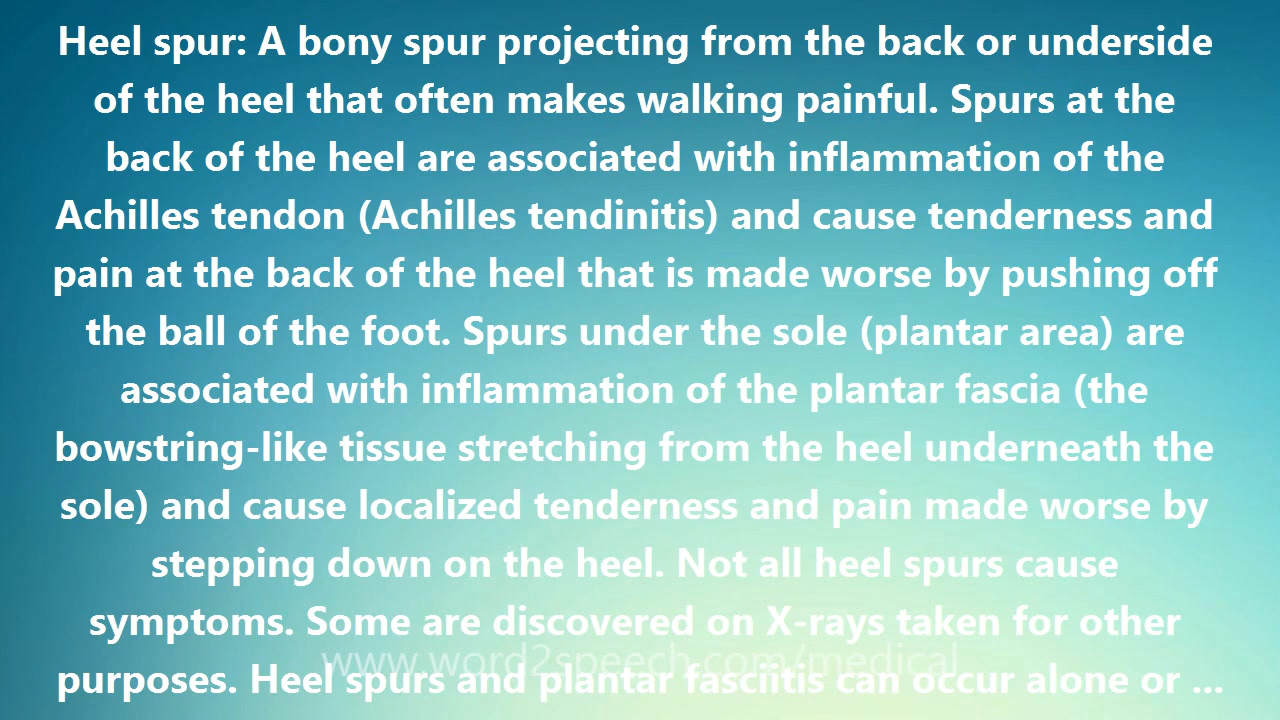 Heel spur: A bony spur projecting from the back or underside
of the heel that often makes walking painful. Spurs at the
back of the heel are associated with inflammation of the
Achilles tendon (Achilles tendinitis) and cause tenderness and
pain at the back of the heel that is made worse by pushing off
the ball of the foot. Spurs under the sole (plantar area) are
associated with inflammation of the plantar fascia (the
bowstring-like tissue stretching from the heel underneath the
sole) and cause localized tenderness and pain made worse by
stepping down on the heel. Not all heel spurs cause
symptoms. Some are discovered on X-rays taken for other
www.word2speech.com/medical
purposes. Heel spurs and plantar fasciitis can occur alone or ...